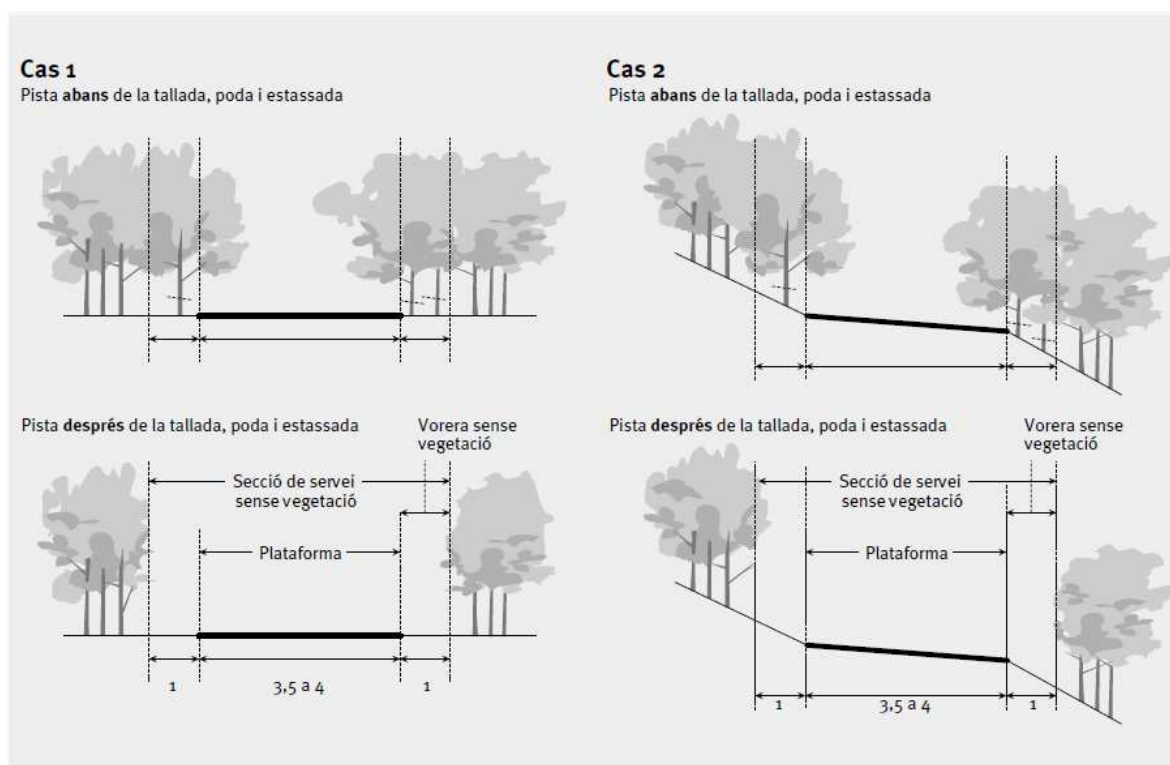 Cas 1
Pista abans de la tallada, poda i estassada
Cas 2
Pista abans de la tallada, poda i estassada
Pista després de la tallada, poda i estassada
Vorera sense
vegetació
Secció de servei
sense vegetació
Plataforma
1
3,5 a 4
1
Pista després de la tallada, poda i estassada
Vorera sense
vegetació
Secció de servei
sense vegetació
Plataforma
1
3,5 a 4
1